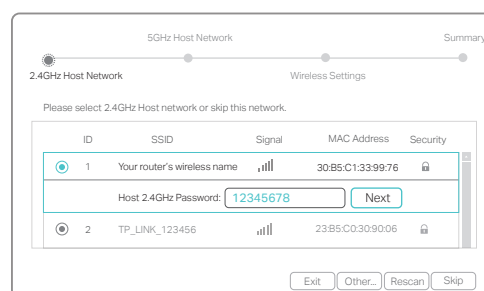 5GHz Host Network Summary
2.4GHz Host Network Wireless Settings
Please select 2.4GHz Host network or skip this network.
ID SSID Signal MAC Address Security
1 Your router's wireless name 30:B5:C1:33:99:76
Host 2.4GHz Password: 12345678 Next
2 TP_LINK_123456 23:B5:C0:30:90:06
Exit Other... Rescan Skip